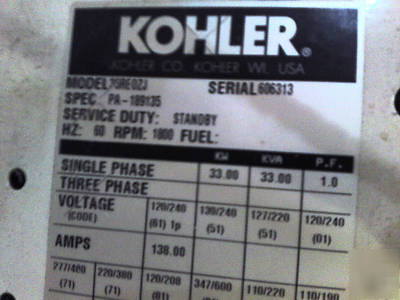 KOHLER®
KOHLER CO. KOHLER WI. USA
MODEL SERIAL 606313
SPEC PA-189135
SERVICE DUTY: STANDBY
HZ: 60 RPM: 1800 FUEL:
KW KVA P.F.
SINGLE PHASE 33.00 33.00 1.0
THREE PHASE
VOLTAGE 120/240 139/240 127/220 120/240
(CODE) (61) 1p (51) (51) (01)
AMPS 138.00
277/480 220/380 120/208 347/600 110/220 110/190
(71) (71) (81)